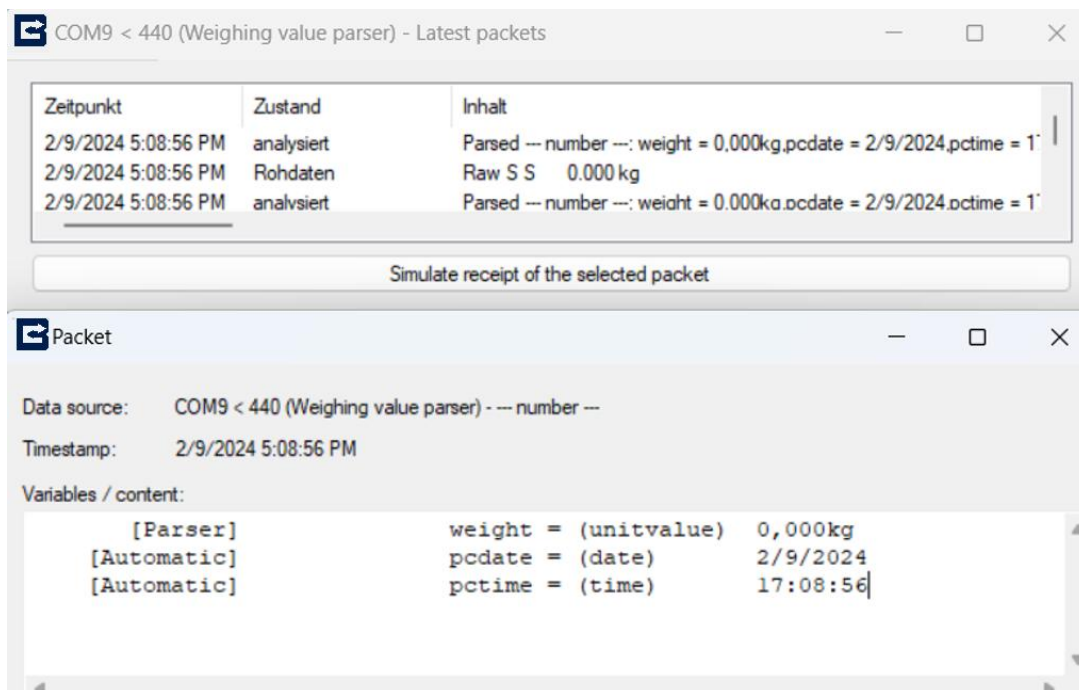 COM9 < 440 (Weighing value parser) - Latest packets
Zeitpunkt Zustand Inhalt
2/9/2024 5:08:56 PM analysiert Parsed --- number ---: weight = 0,000kg,pcdate = 2/9/2024,pctime = 17
2/9/2024 5:08:56 PM Rohdaten Raw S S 0.000 kg
2/9/2024 5:08:56 PM analysiert Parsed --- number ---: weight = 0,000kg,pcdate = 2/9/2024,pctime = 17
Simulate receipt of the selected packet
Packet
Data source: COM9 < 440 (Weighing value parser) - --- number ---
Timestamp: 2/9/2024 5:08:56 PM
Variables / content:
[Parser] weight = (unitvalue) 0,000kg
[Automatic] pcdate = (date) 2/9/2024
[Automatic] pctime = (time) 17:08:56